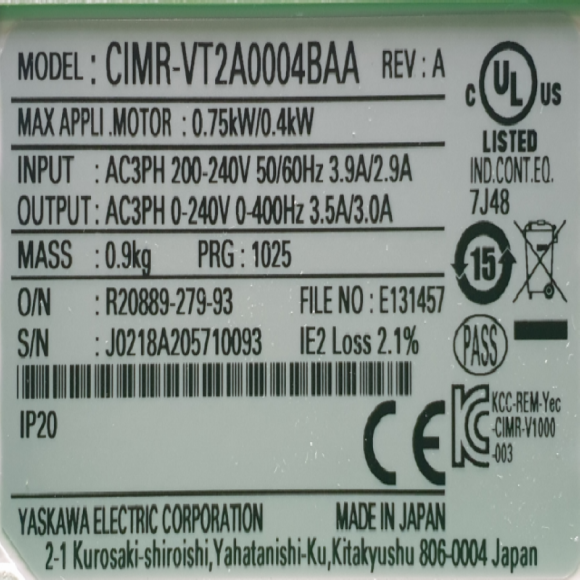 MODEL : CIMR-VT2A0004BAA REV : A
MAX APPLI .MOTOR : 0.75kW/0.4kW
INPUT : AC3PH 200-240V 50/60Hz 3.9A/2.9A
OUTPUT : AC3PH 0-240V 0-400Hz 3.5A/3.0A
MASS : 0.9kg PRG : 1025
O/N : R20889-279-93 FILE NO : E131457
S/N : J0218A205710093 IE2 Loss 2.1%
IP20
C UL US
LISTED
IND.CONT.EQ.
7J48
15
PASS
CE
KC
KCC-REM-Yec
-CIMR-V1000
-003
YASKAWA ELECTRIC CORPORATION MADE IN JAPAN
2-1 Kurosaki-shiroishi,Yahatanishi-Ku,Kitakyushu 806-0004 Japan